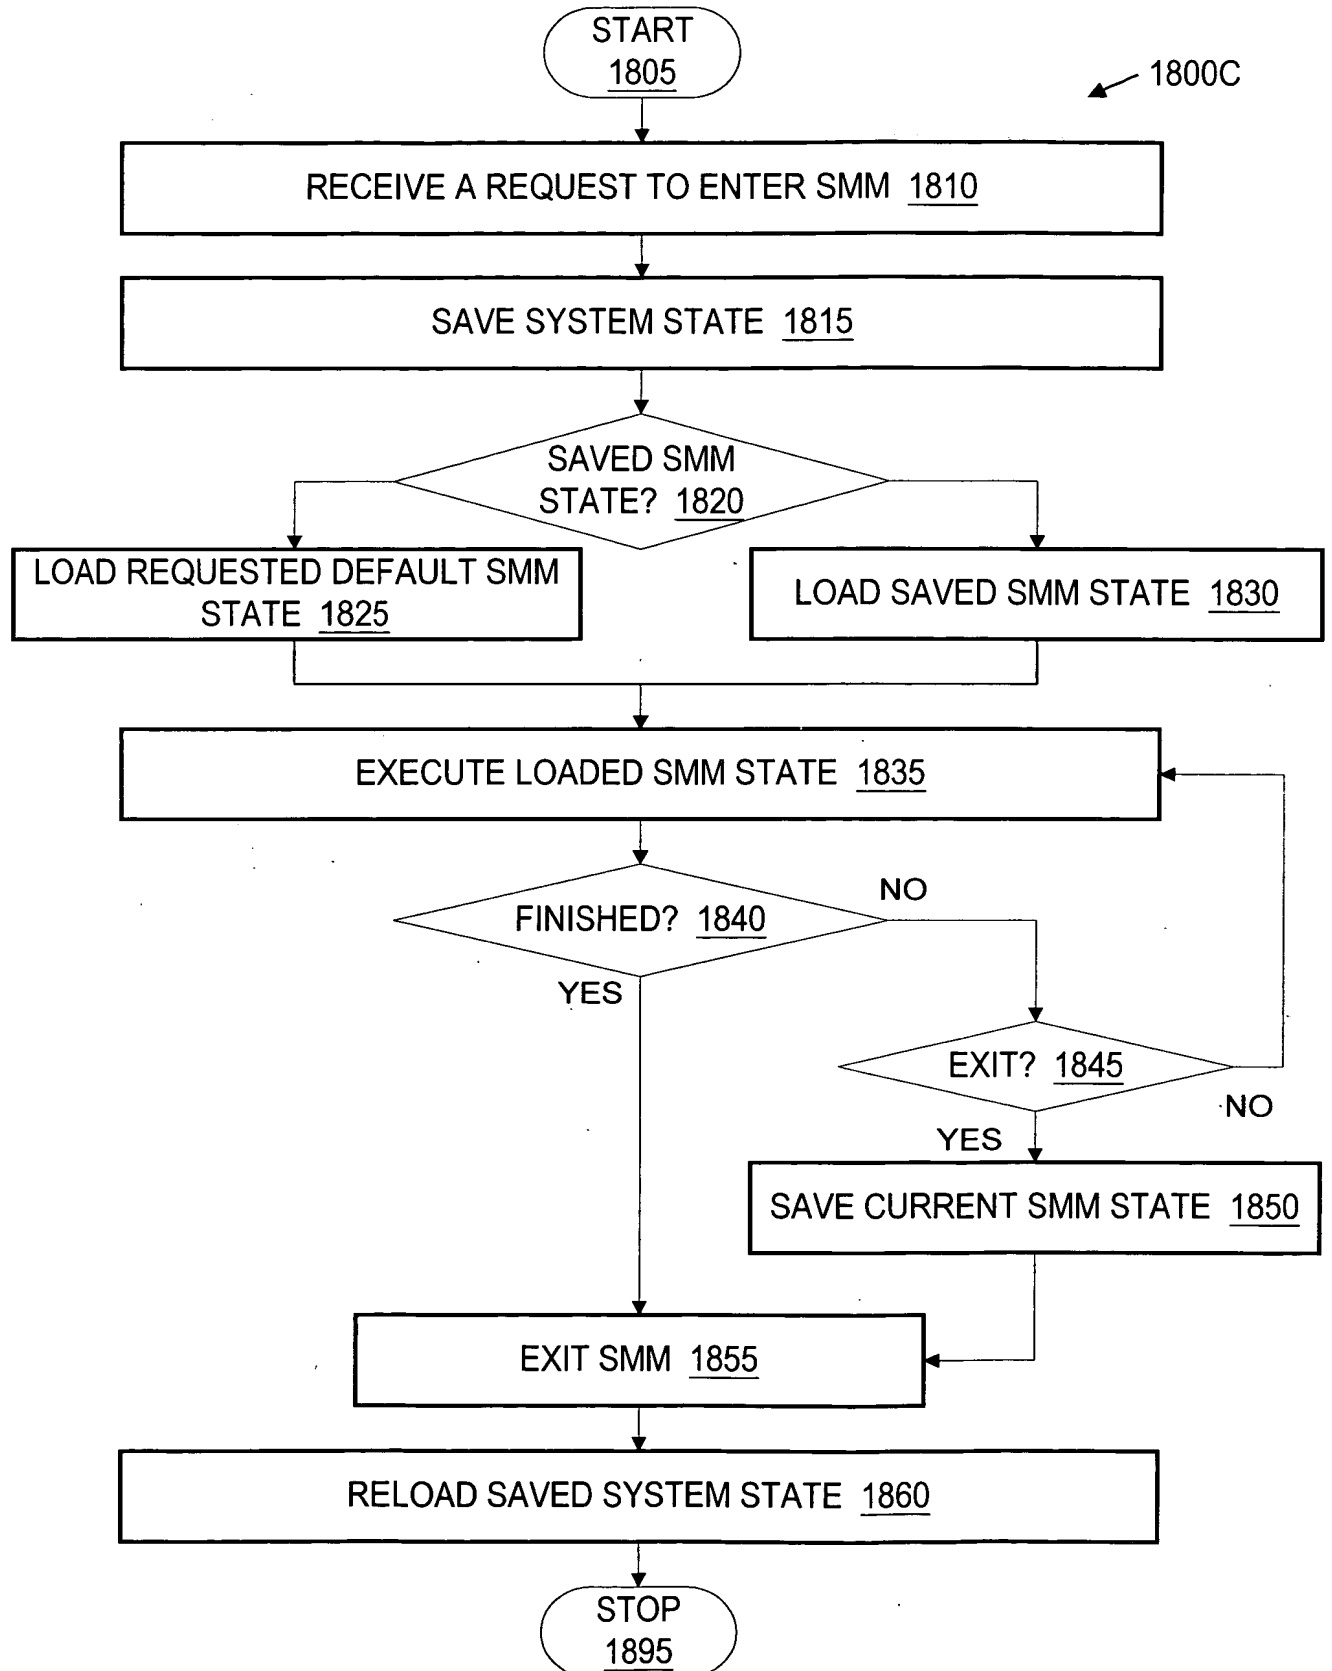 START
1805
1800C
RECEIVE A REQUEST TO ENTER SMM 1810
SAVE SYSTEM STATE 1815
SAVED SMM
STATE? 1820
LOAD REQUESTED DEFAULT SMM
STATE 1825
LOAD SAVED SMM STATE 1830
EXECUTE LOADED SMM STATE 1835
FINISHED? 1840
NO
YES
EXIT? 1845
NO
YES
SAVE CURRENT SMM STATE 1850
EXIT SMM 1855
RELOAD SAVED SYSTEM STATE 1860
STOP
1895